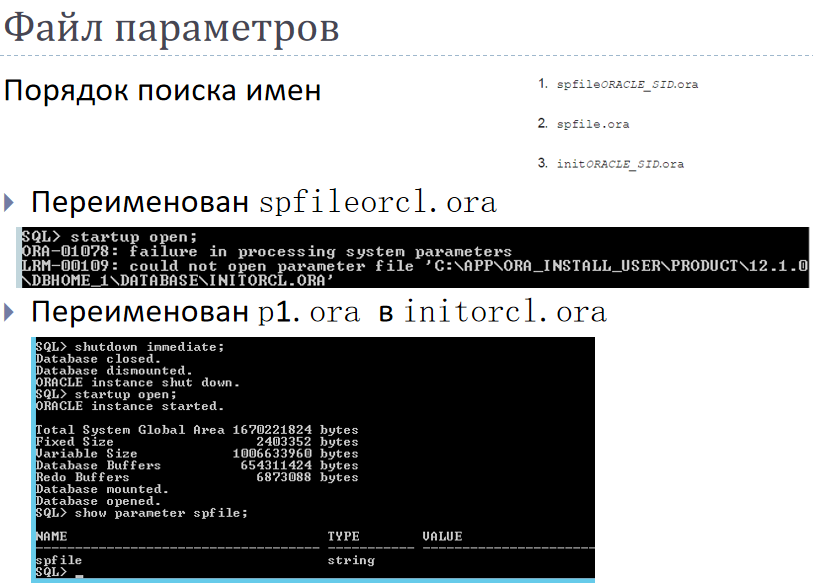 Файл параметров
Порядок поиска имен
1. spfileORACLE_SID.ora
2. spfile.ora
3. initORACLE_SID.ora
Переименован spfileorcl.ora
SQL> startup open;
ORA-01078: failure in processing system parameters
LRM-00109: could not open parameter file 'C:\APP\ORA_INSTALL_USER\PRODUCT\12.1.0
\DBHOME_1\DATABASE\INITORCL.ORA'
Переименован p1.ora в initorcl.ora
SQL> shutdown immediate;
Database closed.
Database dismounted.
ORACLE instance shut down.
SQL> startup open;
ORACLE instance started.
Total System Global Area 1670221824 bytes
Fixed Size 2403352 bytes
Variable Size 1006633960 bytes
Database Buffers 654311424 bytes
Redo Buffers 6873088 bytes
Database mounted.
Database opened.
SQL> show parameter spfile;
NAME TYPE VALUE
------------------------------------ ----------- ----------------------
spfile string
SQL> _